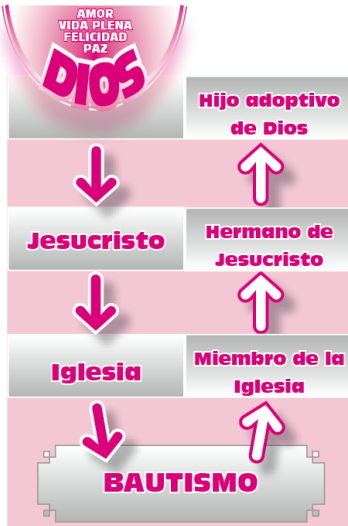 AMOR
VIDA PLENA
FELICIDAD
PAZ
DIOS
Hijo adoptivo
de Dios
Jesucristo
Hermano de
Jesucristo
Iglesia
Miembro de la
Iglesia
BAUTISMO